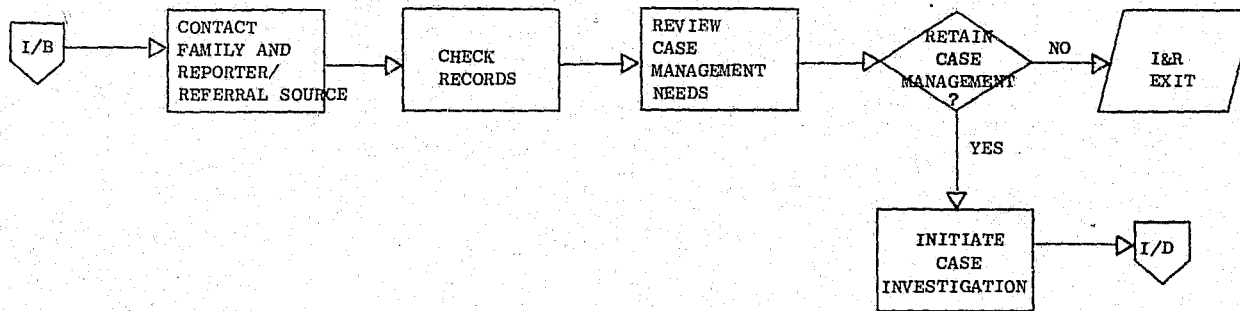 I/B
CONTACT
FAMILY AND
REPORTER/
REFERRAL SOURCE
CHECK
RECORDS
REVIEW
CASE
MANAGEMENT
NEEDS
RETAIN
CASE
MANAGEMENT
?
NO
I&R
EXIT
YES
INITIATE
CASE
INVESTIGATION
I/D